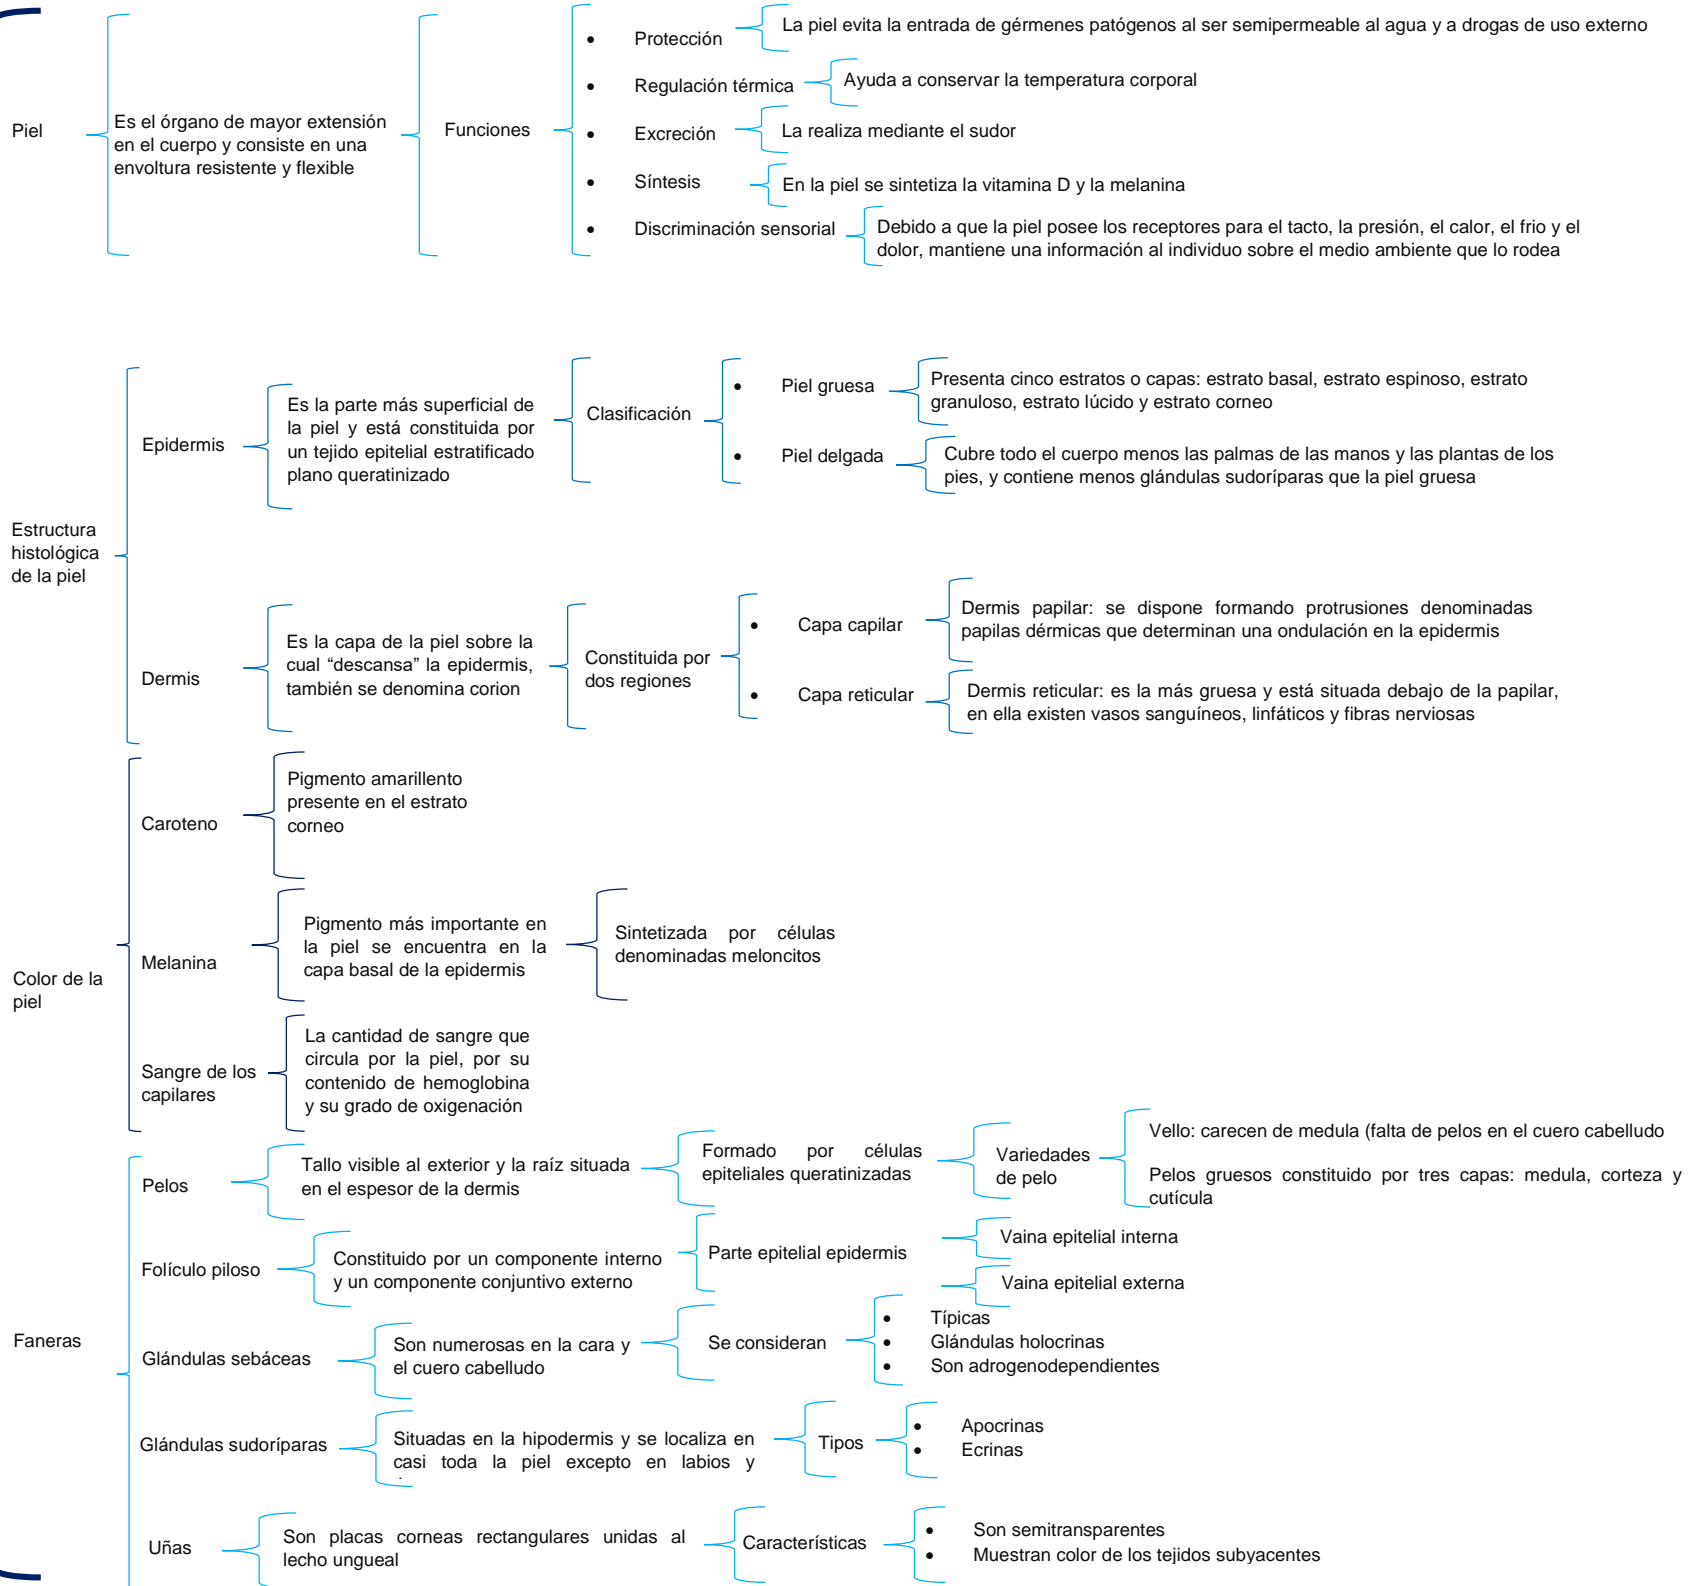 Piel
Es el órgano de mayor extensión
en el cuerpo y consiste en una
envoltura resistente y flexible
Funciones
• Protección
La piel evita la entrada de gérmenes patógenos al ser semipermeable al agua y a drogas de uso externo
• Regulación térmica
Ayuda a conservar la temperatura corporal
• Excreción
La realiza mediante el sudor
• Síntesis
En la piel se sintetiza la vitamina D y la melanina
• Discriminación sensorial
Debido a que la piel posee los receptores para el tacto, la presión, el calor, el frio y el
dolor, mantiene una información al individuo sobre el medio ambiente que lo rodea
Estructura
histológica
de la piel
Epidermis
Es la parte más superficial de
la piel y está constituida por
un tejido epitelial estratificado
plano queratinizado
Clasificación
• Piel gruesa
Presenta cinco estratos o capas: estrato basal, estrato espinoso, estrato
granuloso, estrato lúcido y estrato corneo
• Piel delgada
Cubre todo el cuerpo menos las palmas de las manos y las plantas de los
pies, y contiene menos glándulas sudoríparas que la piel gruesa
Dermis
Es la capa de la piel sobre la
cual “descansa” la epidermis,
también se denomina corion
Constituida por
dos regiones
• Capa capilar
Dermis papilar: se dispone formando protrusiones denominadas
papilas dérmicas que determinan una ondulación en la epidermis
• Capa reticular
Dermis reticular: es la más gruesa y está situada debajo de la papilar,
en ella existen vasos sanguíneos, linfáticos y fibras nerviosas
Color de la
piel
Caroteno
Pigmento amarillento
presente en el estrato
corneo
Melanina
Pigmento más importante en
la piel se encuentra en la
capa basal de la epidermis
Sintetizada por células
denominadas meloncitos
Sangre de los
capilares
La cantidad de sangre que
circula por la piel, por su
contenido de hemoglobina
y su grado de oxigenación
Faneras
Pelos
Tallo visible al exterior y la raíz situada
en el espesor de la dermis
Formado por células
epiteliales queratinizadas
Variedades
de pelo
Vello: carecen de medula (falta de pelos en el cuero cabelludo
Pelos gruesos constituido por tres capas: medula, corteza y
cutícula
Folículo piloso
Constituido por un componente interno
y un componente conjuntivo externo
Parte epitelial epidermis
Vaina epitelial interna
Vaina epitelial externa
Glándulas sebáceas
Son numerosas en la cara y
el cuero cabelludo
Se consideran
• Típicas
• Glándulas holocrinas
• Son adrogenodependientes
Glándulas sudoríparas
Situadas en la hipodermis y se localiza en
casi toda la piel excepto en labios y
Tipos
• Apocrinas
• Ecrinas
Uñas
Son placas corneas rectangulares unidas al
lecho ungueal
Características
• Son semitransparentes
• Muestran color de los tejidos subyacentes